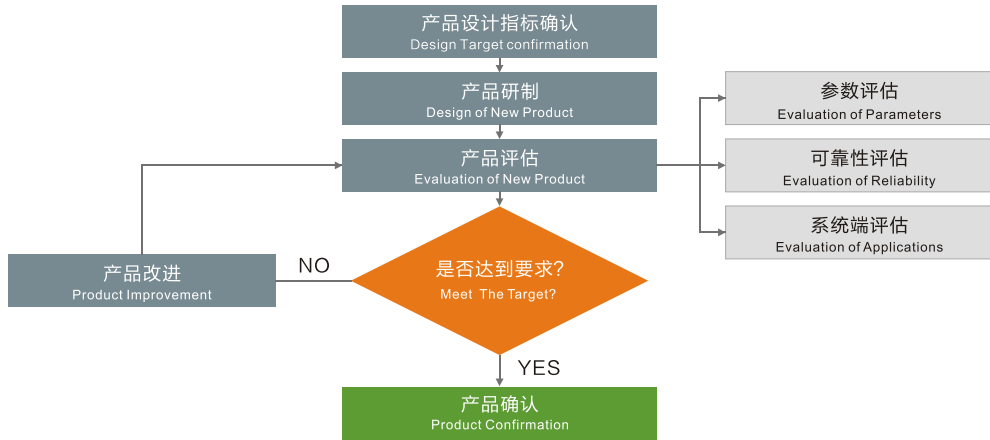 产品设计指标确认
Design Target confirmation
产品研制
Design of New Product
参数评估
Evaluation of Parameters
产品评估
Evaluation of New Product
可靠性评估
Evaluation of Reliability
系统端评估
Evaluation of Applications
是否达到要求?
Meet The Target?
NO
产品改进
Product Improvement
YES
产品确认
Product Confirmation